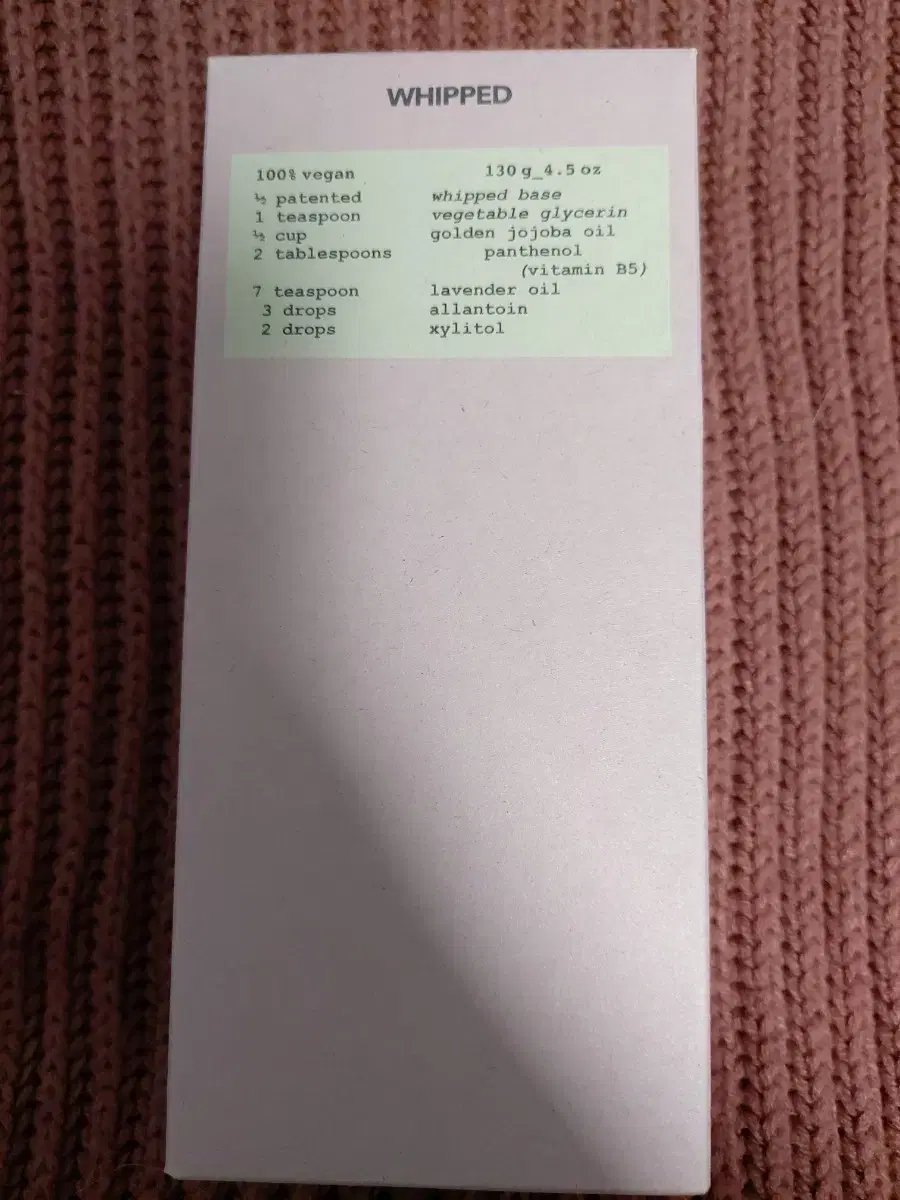 WHIPPED
100% vegan 130 g_4.5 oz
½ patented whipped base
1 teaspoon vegetable glycerin
½ cup golden jojoba oil
2 tablespoons panthenol
(vitamin B5)
7 teaspoon lavender oil
3 drops allantoin
2 drops xylitol